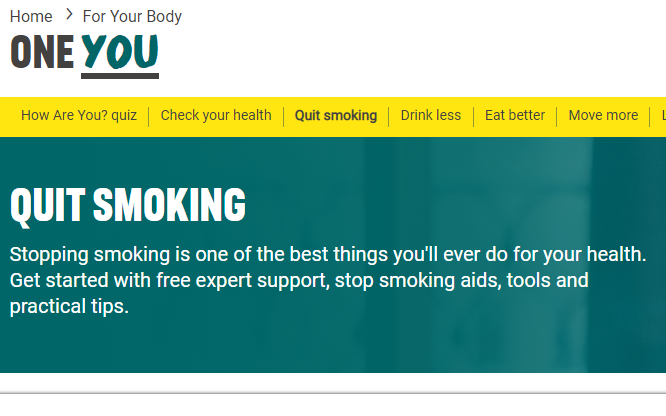 Home > For Your Body
ONE YOU
How Are You? quiz | Check your health | Quit smoking | Drink less | Eat better | Move more |
QUIT SMOKING
Stopping smoking is one of the best things you'll ever do for your health.
Get started with free expert support, stop smoking aids, tools and
practical tips.